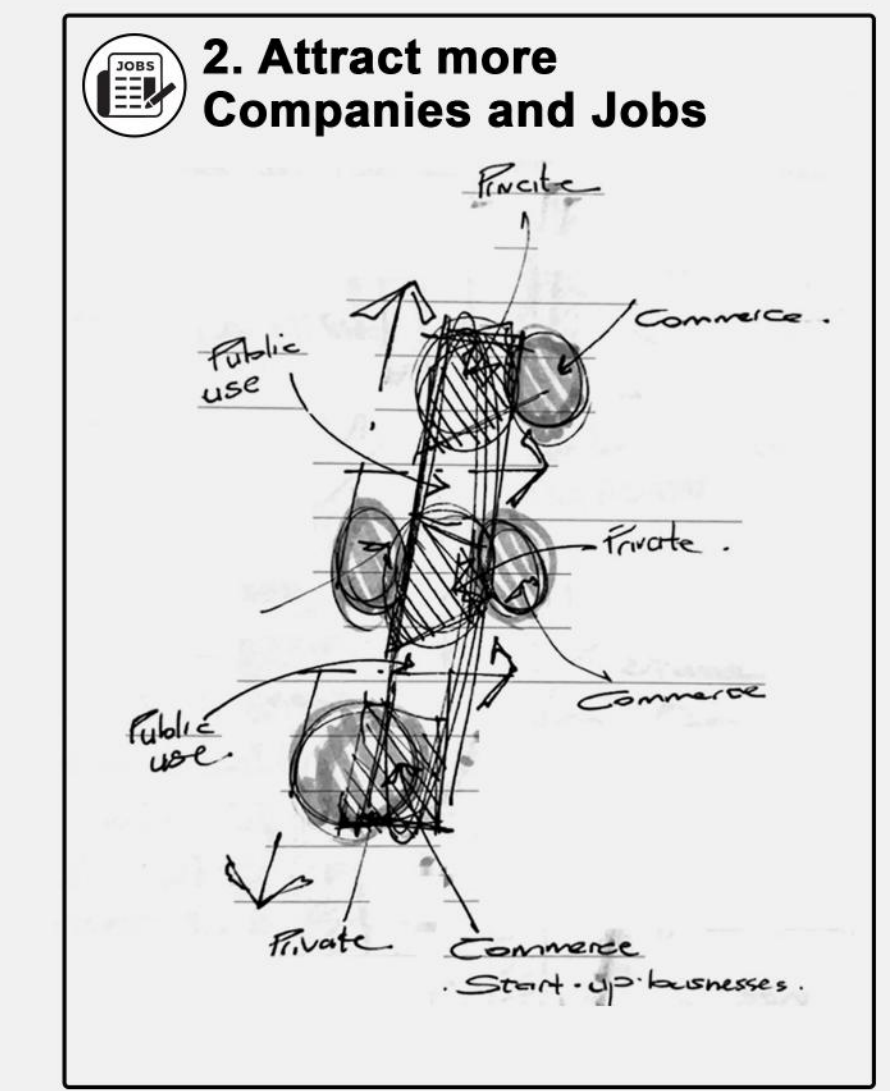 JOBS
2. Attract more
Companies and Jobs
Private
Commerce.
Public
use
Private.
Commerce
Public
use.
Private
Commerce
. Start-up businesses.